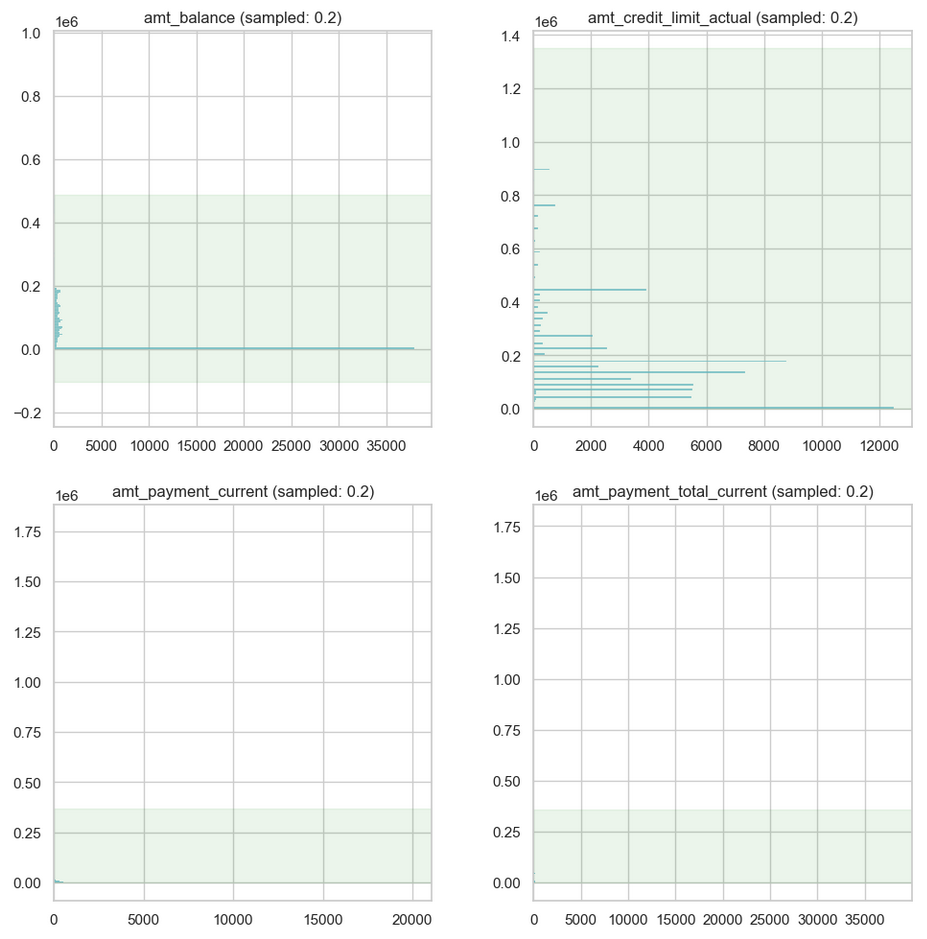 amt_balance (sampled: 0.2)
1e6
1.0
0.8
0.6
0.4
0.2
0.0
−0.2
0 5000 10000 15000 20000 25000 30000 35000
amt_credit_limit_actual (sampled: 0.2)
1e6
1.4
1.2
1.0
0.8
0.6
0.4
0.2
0.0
0 2000 4000 6000 8000 10000 12000
amt_payment_current (sampled: 0.2)
1e6
1.75
1.50
1.25
1.00
0.75
0.50
0.25
0.00
0 5000 10000 15000 20000
amt_payment_total_current (sampled: 0.2)
1e6
1.75
1.50
1.25
1.00
0.75
0.50
0.25
0.00
0 5000 10000 15000 20000 25000 30000 35000